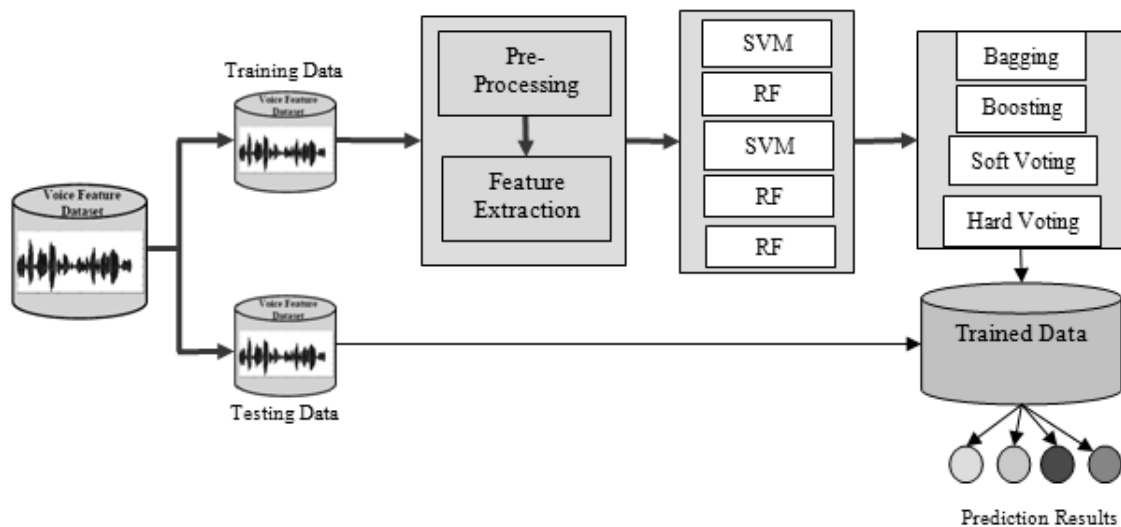 Training Data
Voice Feature
Dataset
Voice Feature
Dataset
Voice Feature
Dataset
Testing Data
Pre-
Processing
Feature
Extraction
SVM
RF
SVM
RF
RF
Bagging
Boosting
Soft Voting
Hard Voting
Trained Data
Prediction Results